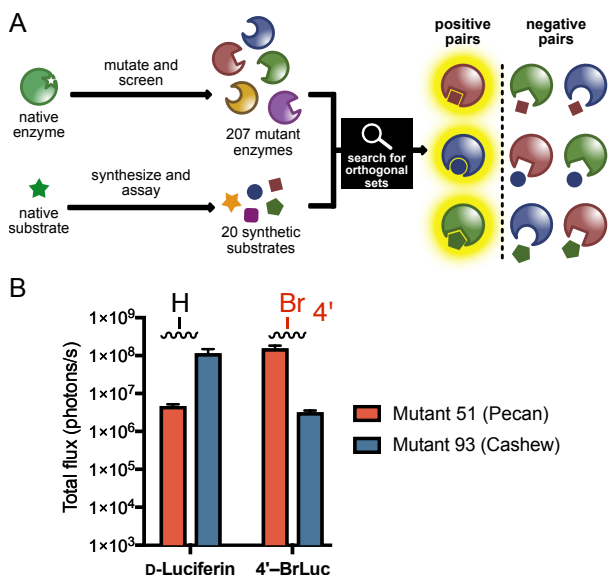 A
native
enzyme
mutate and
screen
207 mutant
enzymes
native
substrate
synthesize and
assay
20 synthetic
substrates
search for
orthogonal
sets
positive
pairs
negative
pairs
B
Total flux (photons/s)
1×10⁹
1×10⁸
1×10⁷
1×10⁶
1×10⁵
1×10⁴
1×10³
H
Br 4'
D-Luciferin
4'–BrLuc
Mutant 51 (Pecan)
Mutant 93 (Cashew)